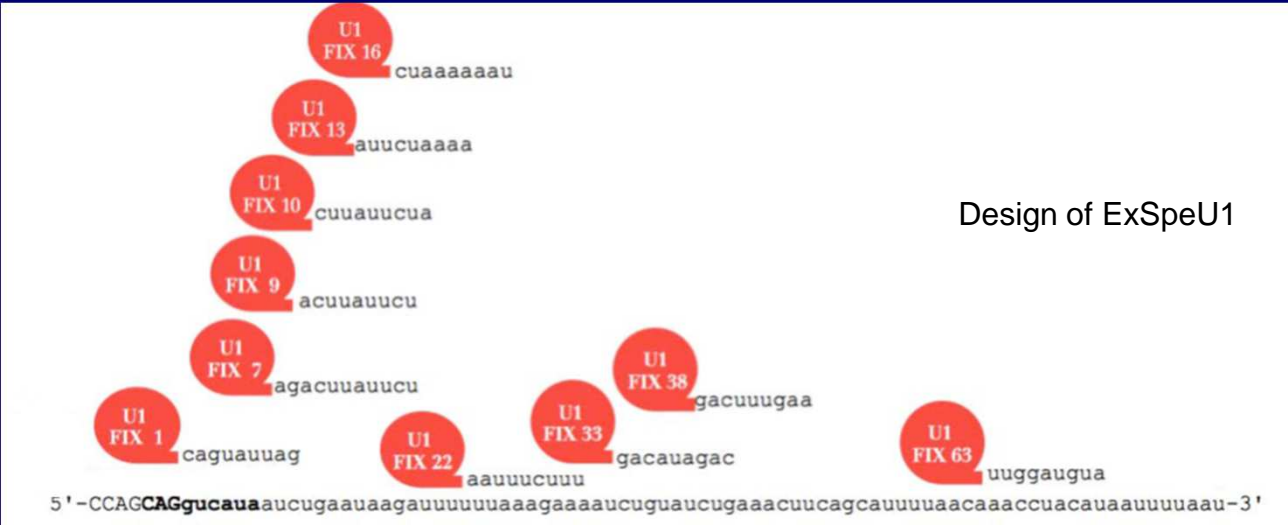 U1
FIX 16
cuaaaaaau
U1
FIX 13
auucuaaaa
U1
FIX 10
cuuauucua
Design of ExSpeU1
U1
FIX 9
acuuauucu
U1
FIX 7
agacuuauucu
U1
FIX 38
gacuuugaa
U1
FIX 1
caguauuag
U1
FIX 22
aauuucuuu
U1
FIX 33
gacauagac
U1
FIX 63
uuggaugua
5'-CCAGCAGgucauaaucugaauaagauuuuuuaaagaaaaucuguaucugaaacuucagcauuuuaacaaaccuacauaauuuuaau-3'